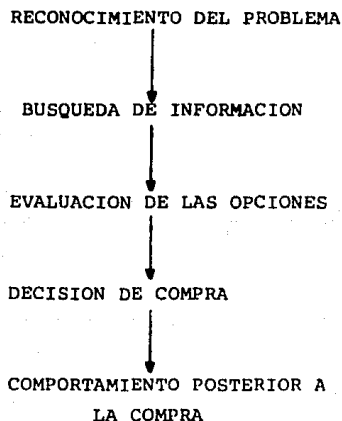 RECONOCIMIENTO DEL PROBLEMA
BUSQUEDA DE INFORMACION
EVALUACION DE LAS OPCIONES
DECISION DE COMPRA
COMPORTAMIENTO POSTERIOR A
LA COMPRA